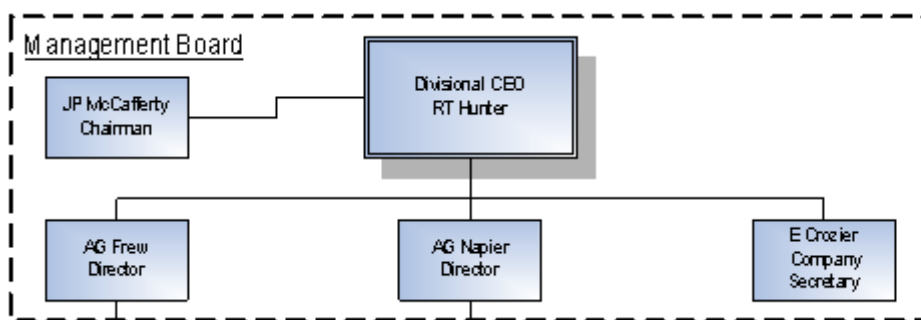 Management Board
Divisional CEO
RT Hunter
JP McCafferty
Chairman
AG Frew
Director
AG Napier
Director
E Crozier
Company
Secretary